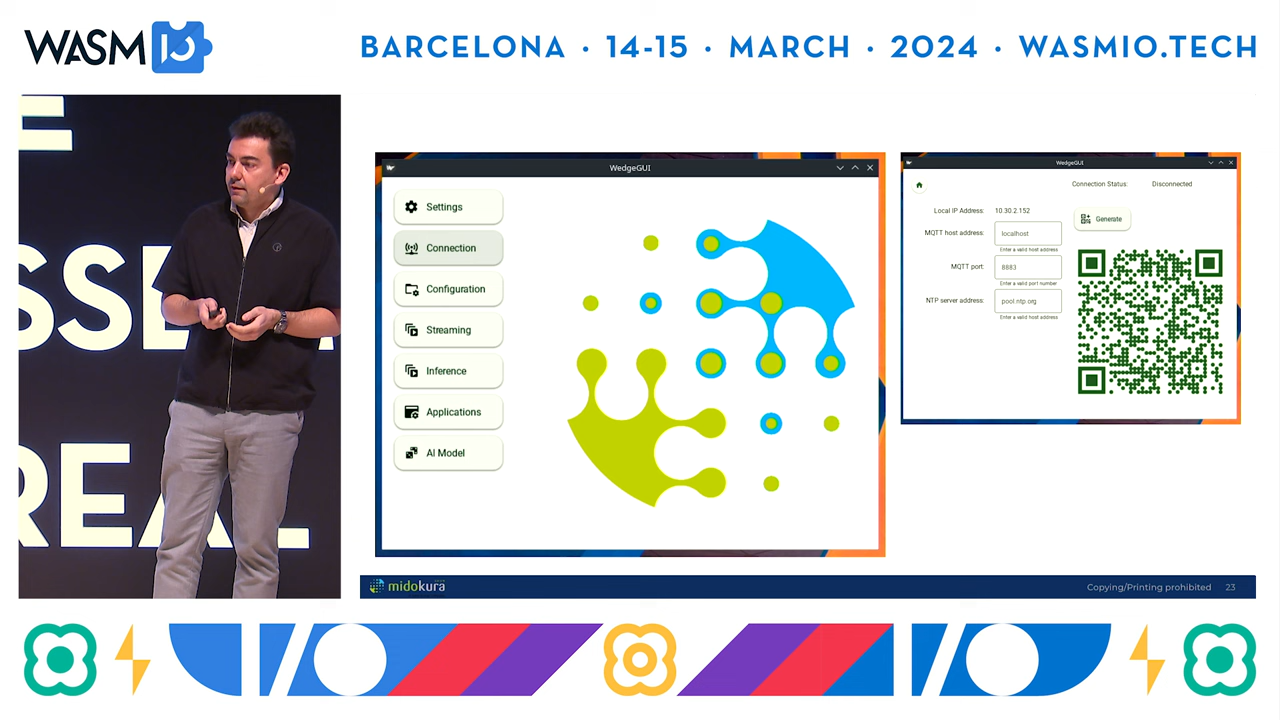 WASM IO
BARCELONA · 14-15 · MARCH · 2024 · WASMIO.TECH
E
SSE
REAL
WedgeGUI
Settings
Connection
Configuration
Streaming
Inference
Applications
AI Model
WedgeGUI
Connection Status: Disconnected
Local IP Address: 10.30.2.152
Generate
MQTT host address: localhost
Enter a valid host address
MQTT port: 8883
Enter a valid port number
NTP server address: pool.ntp.org
Enter a valid host address
midokura
Copying/Printing prohibited 23